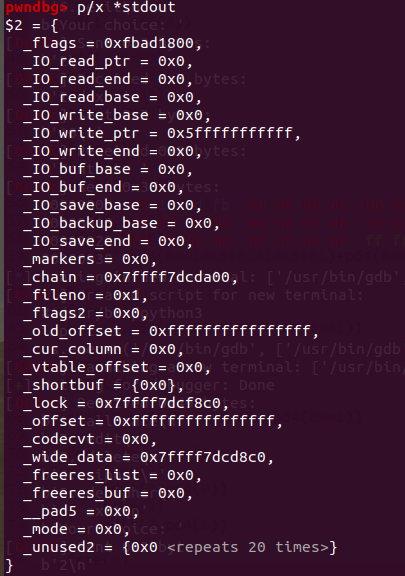 pwndbg> p/x *stdout
$2 = {
_flags = 0xfbad1800,
_IO_read_ptr = 0x0,
_IO_read_end = 0x0,
_IO_read_base = 0x0,
_IO_write_base = 0x0,
_IO_write_ptr = 0x5fffffffffff,
_IO_write_end = 0x0,
_IO_buf_base = 0x0,
_IO_buf_end = 0x0,
_IO_save_base = 0x0,
_IO_backup_base = 0x0,
_IO_save_end = 0x0,
_markers = 0x0,
_chain = 0x7ffff7dcda00,
_fileno = 0x1,
_flags2 = 0x0,
_old_offset = 0xffffffffffffffff,
_cur_column = 0x0,
_vtable_offset = 0x0,
_shortbuf = {0x0},
_lock = 0x7ffff7dcf8c0,
_offset = 0xffffffffffffffff,
_codecvt = 0x0,
_wide_data = 0x7ffff7dcd8c0,
_freeres_list = 0x0,
_freeres_buf = 0x0,
__pad5 = 0x0,
_mode = 0x0,
_unused2 = {0x0 <repeats 20 times>}
}
b'2\n'